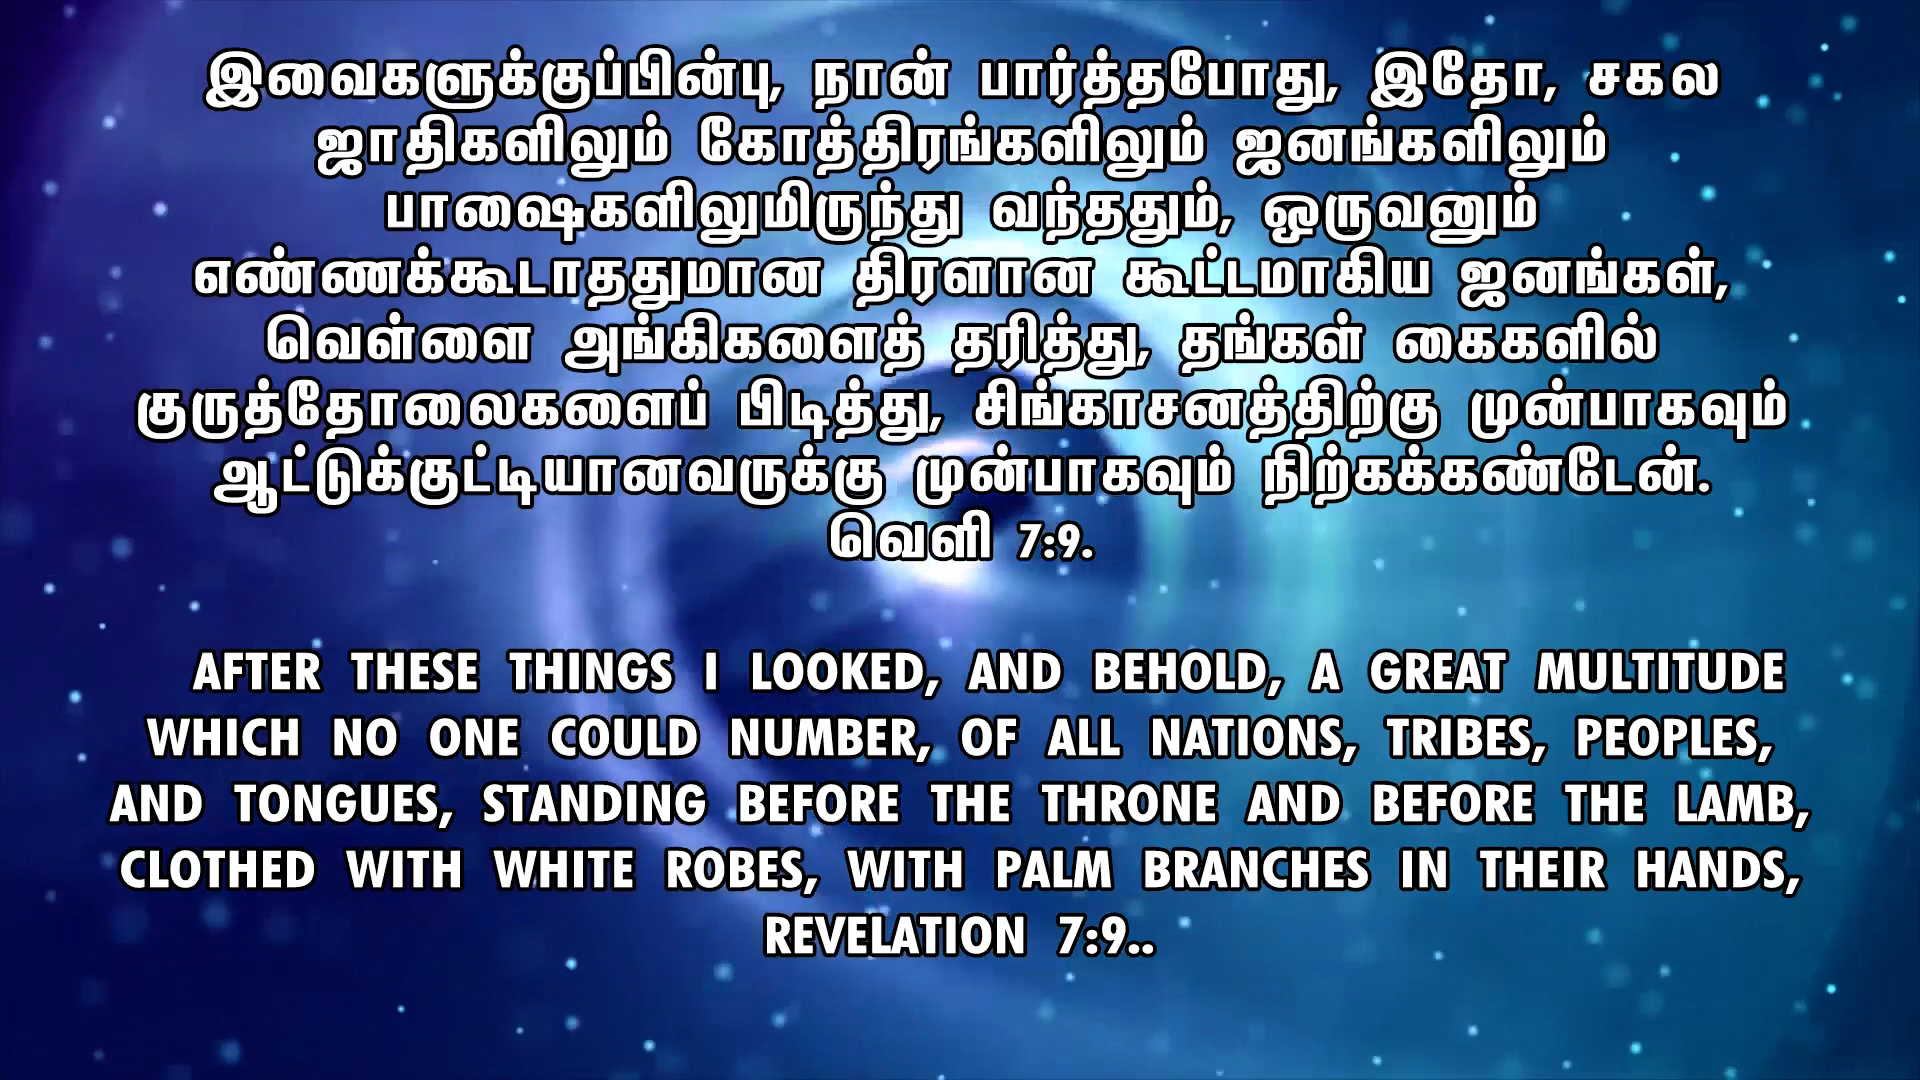 இவைகளுக்குப்பின்பு, நான் பார்த்தபோது, இதோ, சகல
ஜாதிகளிலும் கோத்திரங்களிலும் ஜனங்களிலும்
பாஷைகளிலுமிருந்து வந்ததும், ஒருவனும்
எண்ணக்கூடாததுமான திரளான கூட்டமாகிய ஜனங்கள்,
வெள்ளை அங்கிகளைத் தரித்து, தங்கள் கைகளில்
குருத்தோலைகளைப் பிடித்து, சிங்காசனத்திற்கு முன்பாகவும்
ஆட்டுக்குட்டியானவருக்கு முன்பாகவும் நிற்கக்கண்டேன்.
வெளி 7:9.
AFTER THESE THINGS I LOOKED, AND BEHOLD, A GREAT MULTITUDE
WHICH NO ONE COULD NUMBER, OF ALL NATIONS, TRIBES, PEOPLES,
AND TONGUES, STANDING BEFORE THE THRONE AND BEFORE THE LAMB,
CLOTHED WITH WHITE ROBES, WITH PALM BRANCHES IN THEIR HANDS,
REVELATION 7:9..